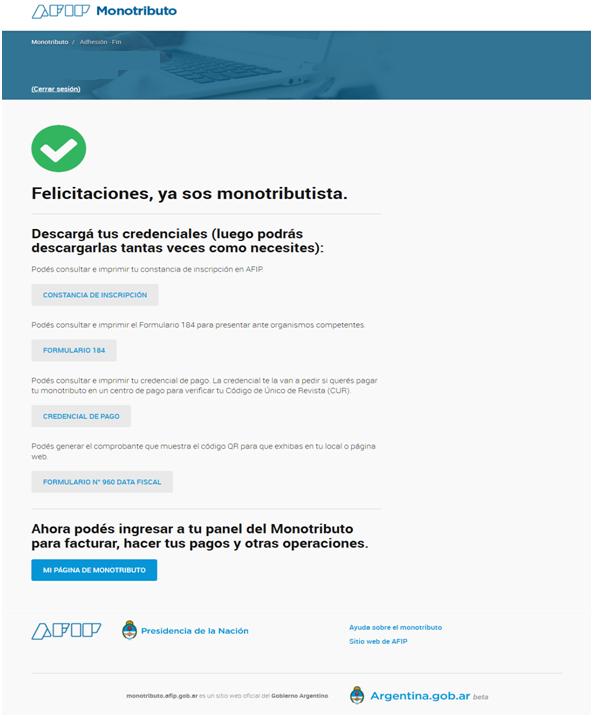 AFIP Monotributo
Monotributo / Adhesión - Fin
(Cerrar sesión)
Felicitaciones, ya sos monotributista.
Descargá tus credenciales (luego podrás
descargarlas tantas veces como necesites):
Podés consultar e imprimir tu constancia de inscripción en AFIP.
CONSTANCIA DE INSCRIPCIÓN
Podés consultar e imprimir el Formulario 184 para presentar ante organismos competentes.
FORMULARIO 184
Podés consultar e imprimir tu credencial de pago. La credencial te la van a pedir si querés pagar
tu monotributo en un centro de pago para verificar tu Código de Único de Revista (CUR).
CREDENCIAL DE PAGO
Podés generar el comprobante que muestra el código QR para que exhibas en tu local o página
web.
FORMULARIO N° 960 DATA FISCAL
Ahora podés ingresar a tu panel del Monotributo
para facturar, hacer tus pagos y otras operaciones.
MI PÁGINA DE MONOTRIBUTO
AFIP Presidencia de la Nación
Ayuda sobre el monotributo
Sitio web de AFIP
monotributo.afip.gob.ar es un sitio web oficial del Gobierno Argentino
Argentina.gob.ar beta